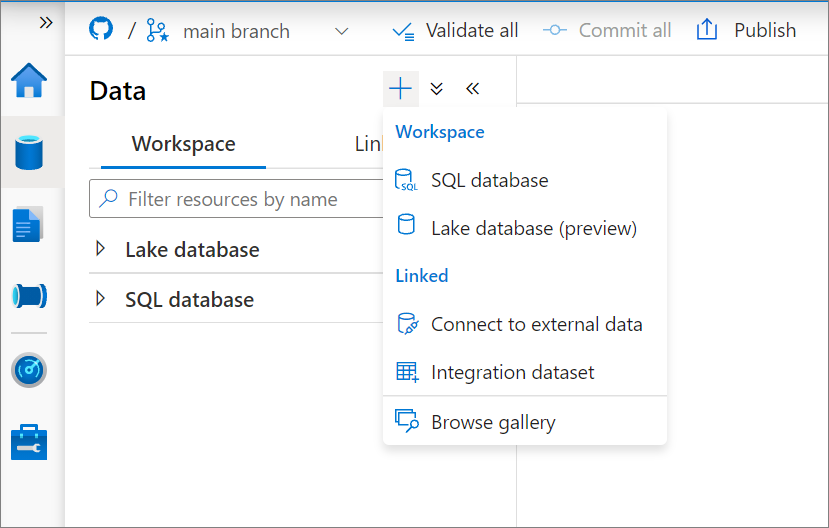 / main branch
Validate all
Commit all
Publish
Data
Workspace
Filter resources by name
Lake database
SQL database
Workspace
SQL database
Lake database (preview)
Linked
Connect to external data
Integration dataset
Browse gallery